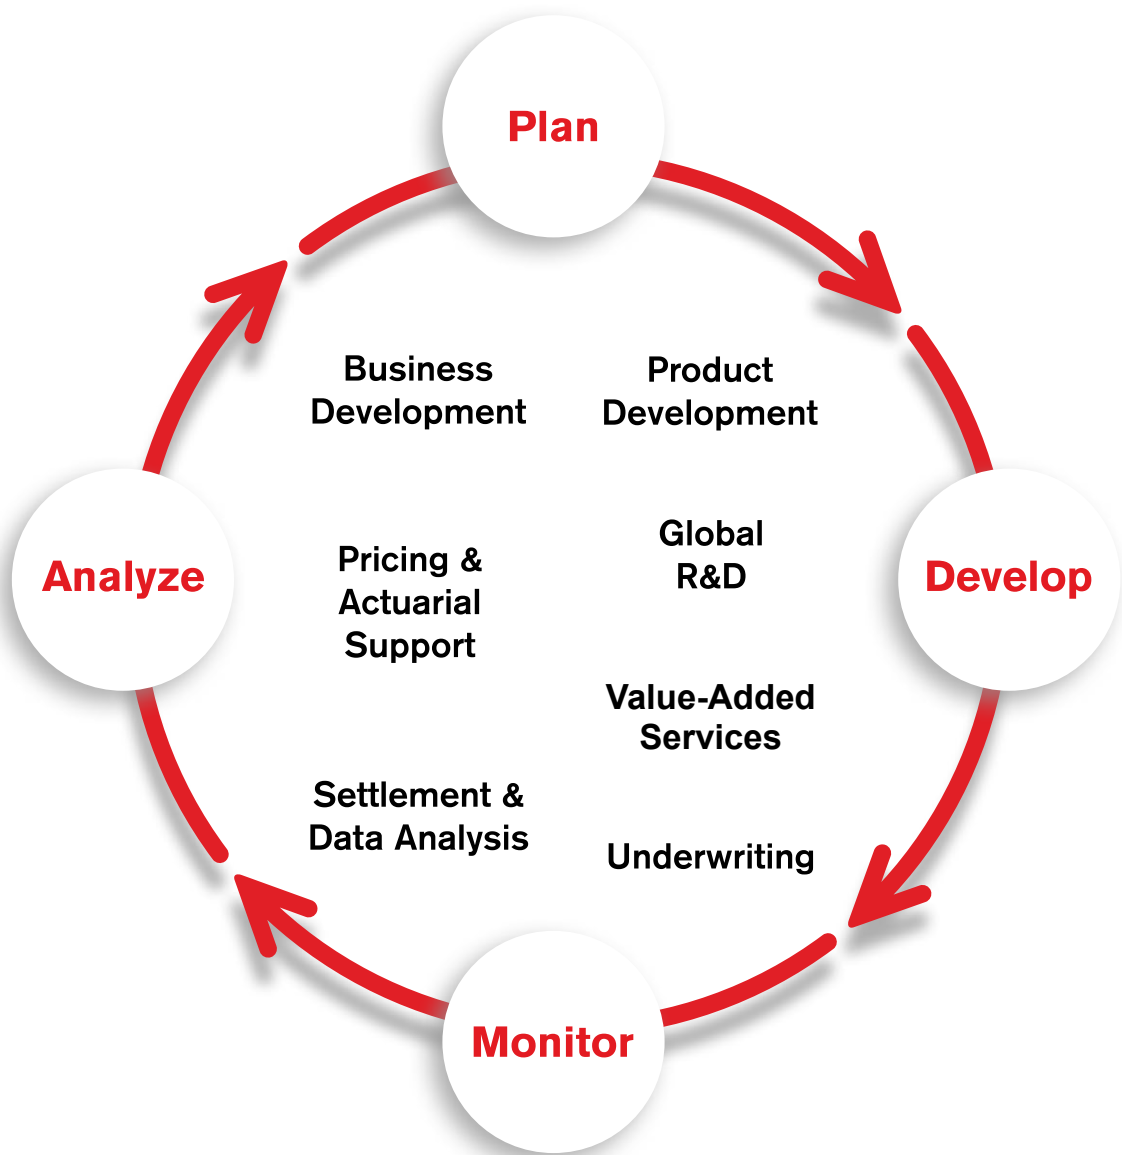 Plan
Business
Development
Product
Development
Global
R&D
Pricing &
Actuarial
Support
Analyze
Develop
Value-Added
Services
Settlement &
Data Analysis
Underwriting
Monitor